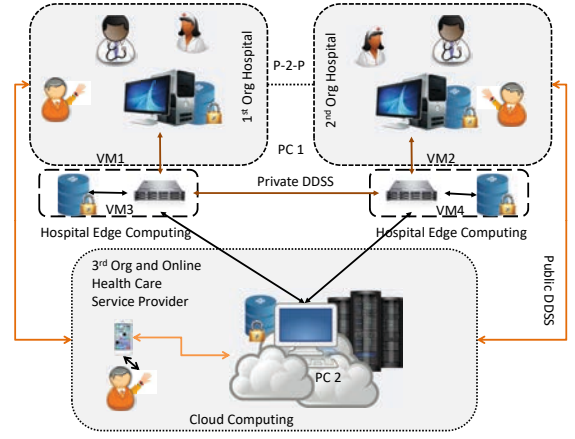 1st Org Hospital
P-2-P
2nd Org Hospital
VM1
PC 1
VM2
Private DDSS
VM3
VM4
Hospital Edge Computing
Hospital Edge Computing
3rd Org and Online
Health Care
Service Provider
Public DDSS
PC 2
Cloud Computing